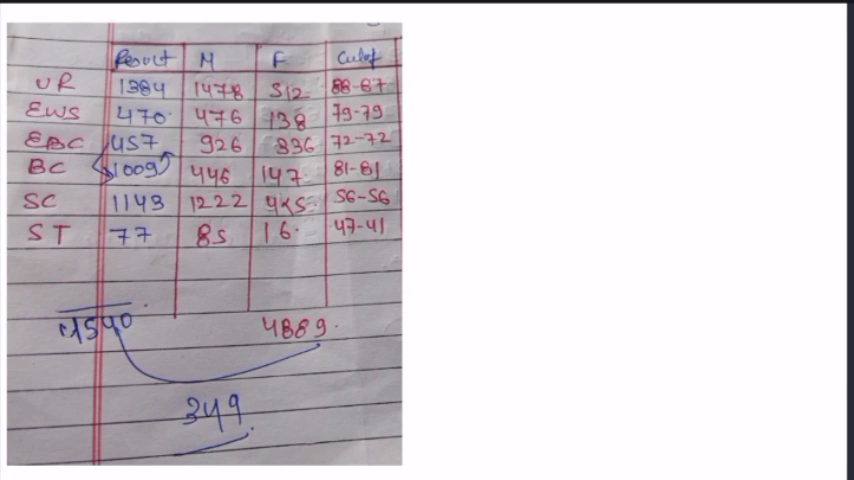 Result M F Cutof
UR 1384 1478 512 88-87
EWS 470 476 138 79-79
EBC 457 926 836 72-72
BC 1009 446 147 81-81
SC 1143 1222 56-56
ST 77 85 16 47-41
4540 4889
349